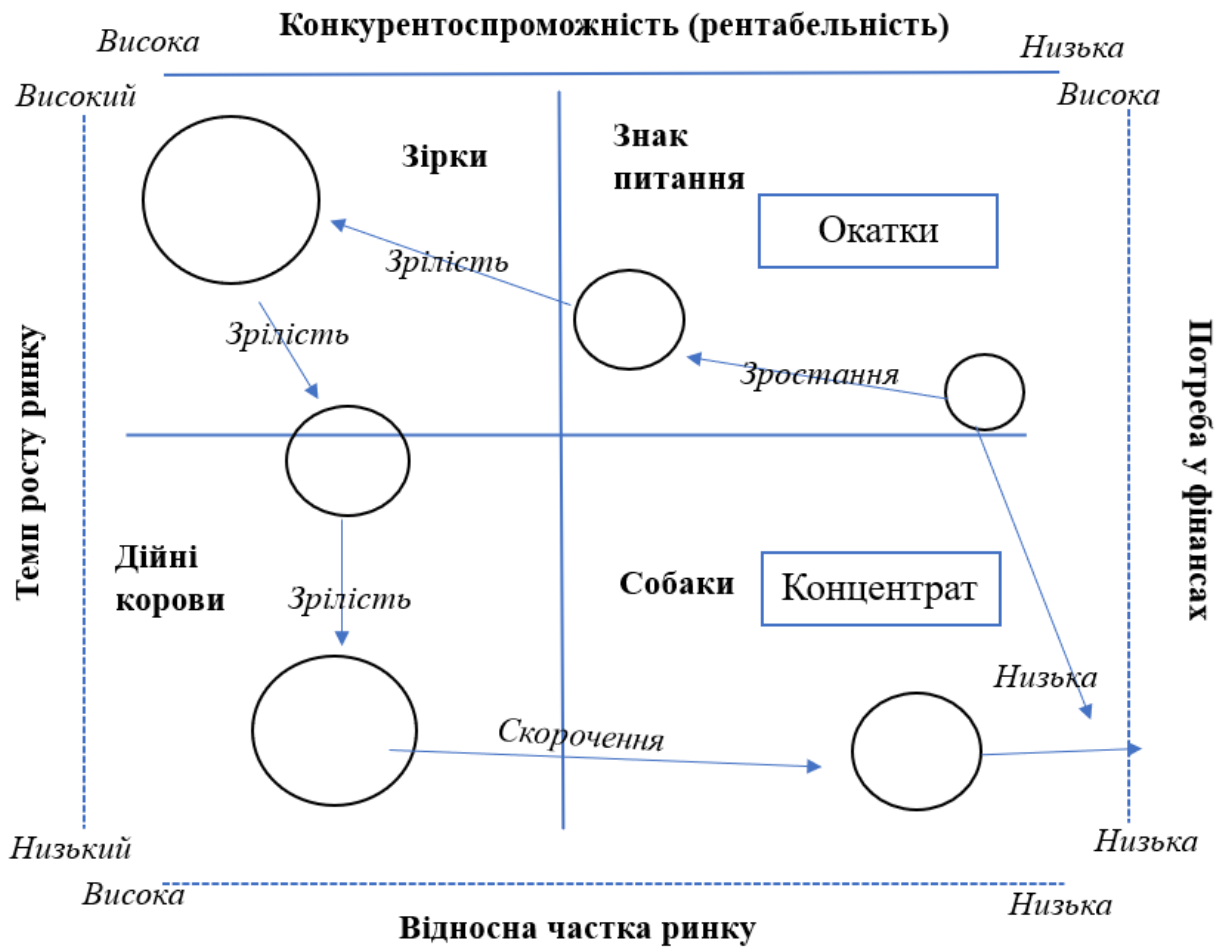 Конкурентоспроможність (рентабельність)
Висока
Низька
Високий
Висока
Зірки
Знак
питання
Окатки
Зрілість
Зрілість
Зростання
Темп росту ринку
Потреба у фінансах
Дійні
корови
Зрілість
Собаки
Концентрат
Низька
Скорочення
Низький
Низька
Висока
Низька
Відносна частка ринку